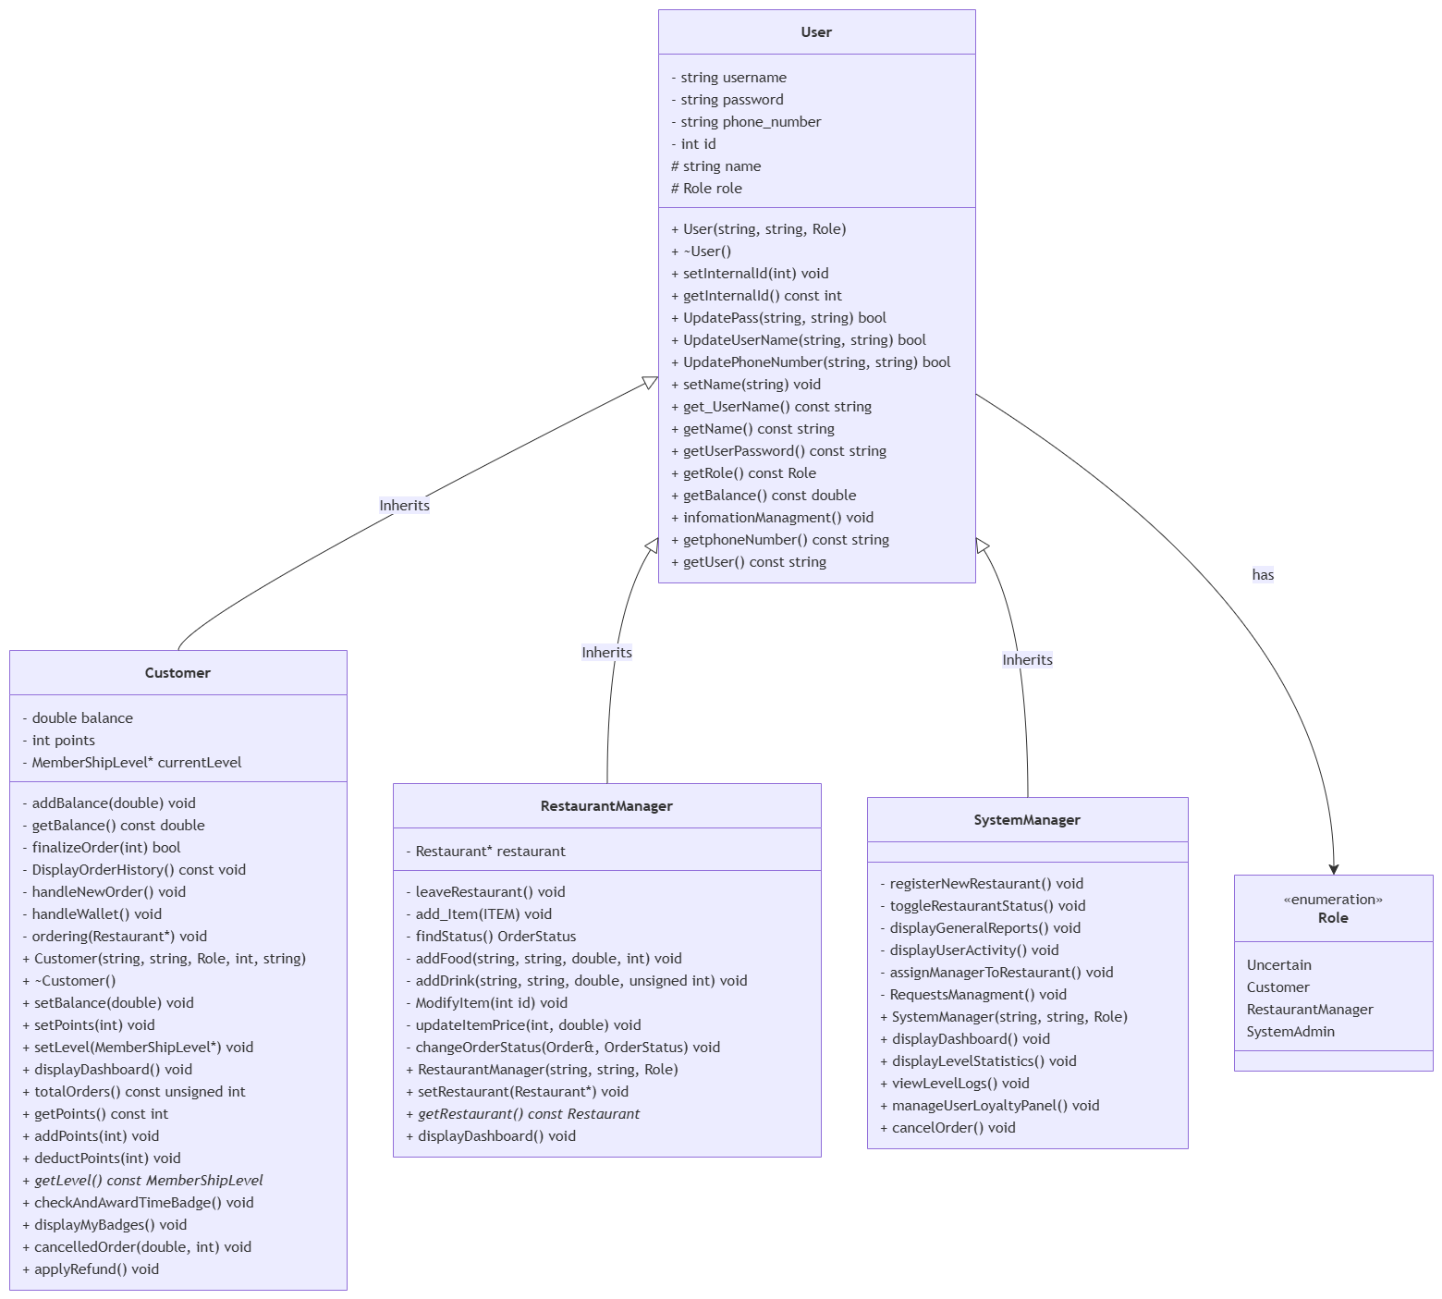 User
- string username
- string password
- string phone_number
- int id
# string name
# Role role
+ User(string, string, Role)
+ ~User()
+ setInternalId(int) void
+ getInternalId() const int
+ UpdatePass(string, string) bool
+ UpdateUserName(string, string) bool
+ UpdatePhoneNumber(string, string) bool
+ setName(string) void
+ get_UserName() const string
+ getName() const string
+ getUserPassword() const string
+ getRole() const Role
+ getBalance() const double
+ infomationManagment() void
+ getphoneNumber() const string
+ getUser() const string
Inherits
Inherits
Inherits
has
Customer
- double balance
- int points
- MemberShipLevel* currentLevel
- addBalance(double) void
- getBalance() const double
- finalizeOrder(int) bool
- DisplayOrderHistory() const void
- handleNewOrder() void
- handleWallet() void
- ordering(Restaurant*) void
+ Customer(string, string, Role, int, string)
+ ~Customer()
+ setBalance(double) void
+ setPoints(int) void
+ setLevel(MemberShipLevel*) void
+ displayDashboard() void
+ totalOrders() const unsigned int
+ getPoints() const int
+ addPoints(int) void
+ deductPoints(int) void
+ getLevel() const MemberShipLevel
+ checkAndAwardTimeBadge() void
+ displayMyBadges() void
+ cancelledOrder(double, int) void
+ applyRefund() void
RestaurantManager
- Restaurant* restaurant
- leaveRestaurant() void
- add_Item(ITEM) void
- findStatus() OrderStatus
- addFood(string, string, double, int) void
- addDrink(string, string, double, unsigned int) void
- ModifyItem(int id) void
- updateItemPrice(int, double) void
- changeOrderStatus(Order&, OrderStatus) void
+ RestaurantManager(string, string, Role)
+ setRestaurant(Restaurant*) void
+ getRestaurant() const Restaurant
+ displayDashboard() void
SystemManager
- registerNewRestaurant() void
- toggleRestaurantStatus() void
- displayGeneralReports() void
- displayUserActivity() void
- assignManagerToRestaurant() void
- RequestsManagment() void
+ SystemManager(string, string, Role)
+ displayDashboard() void
+ displayLevelStatistics() void
+ viewLevelLogs() void
+ manageUserLoyaltyPanel() void
+ cancelOrder() void
«enumeration»
Role
Uncertain
Customer
RestaurantManager
SystemAdmin